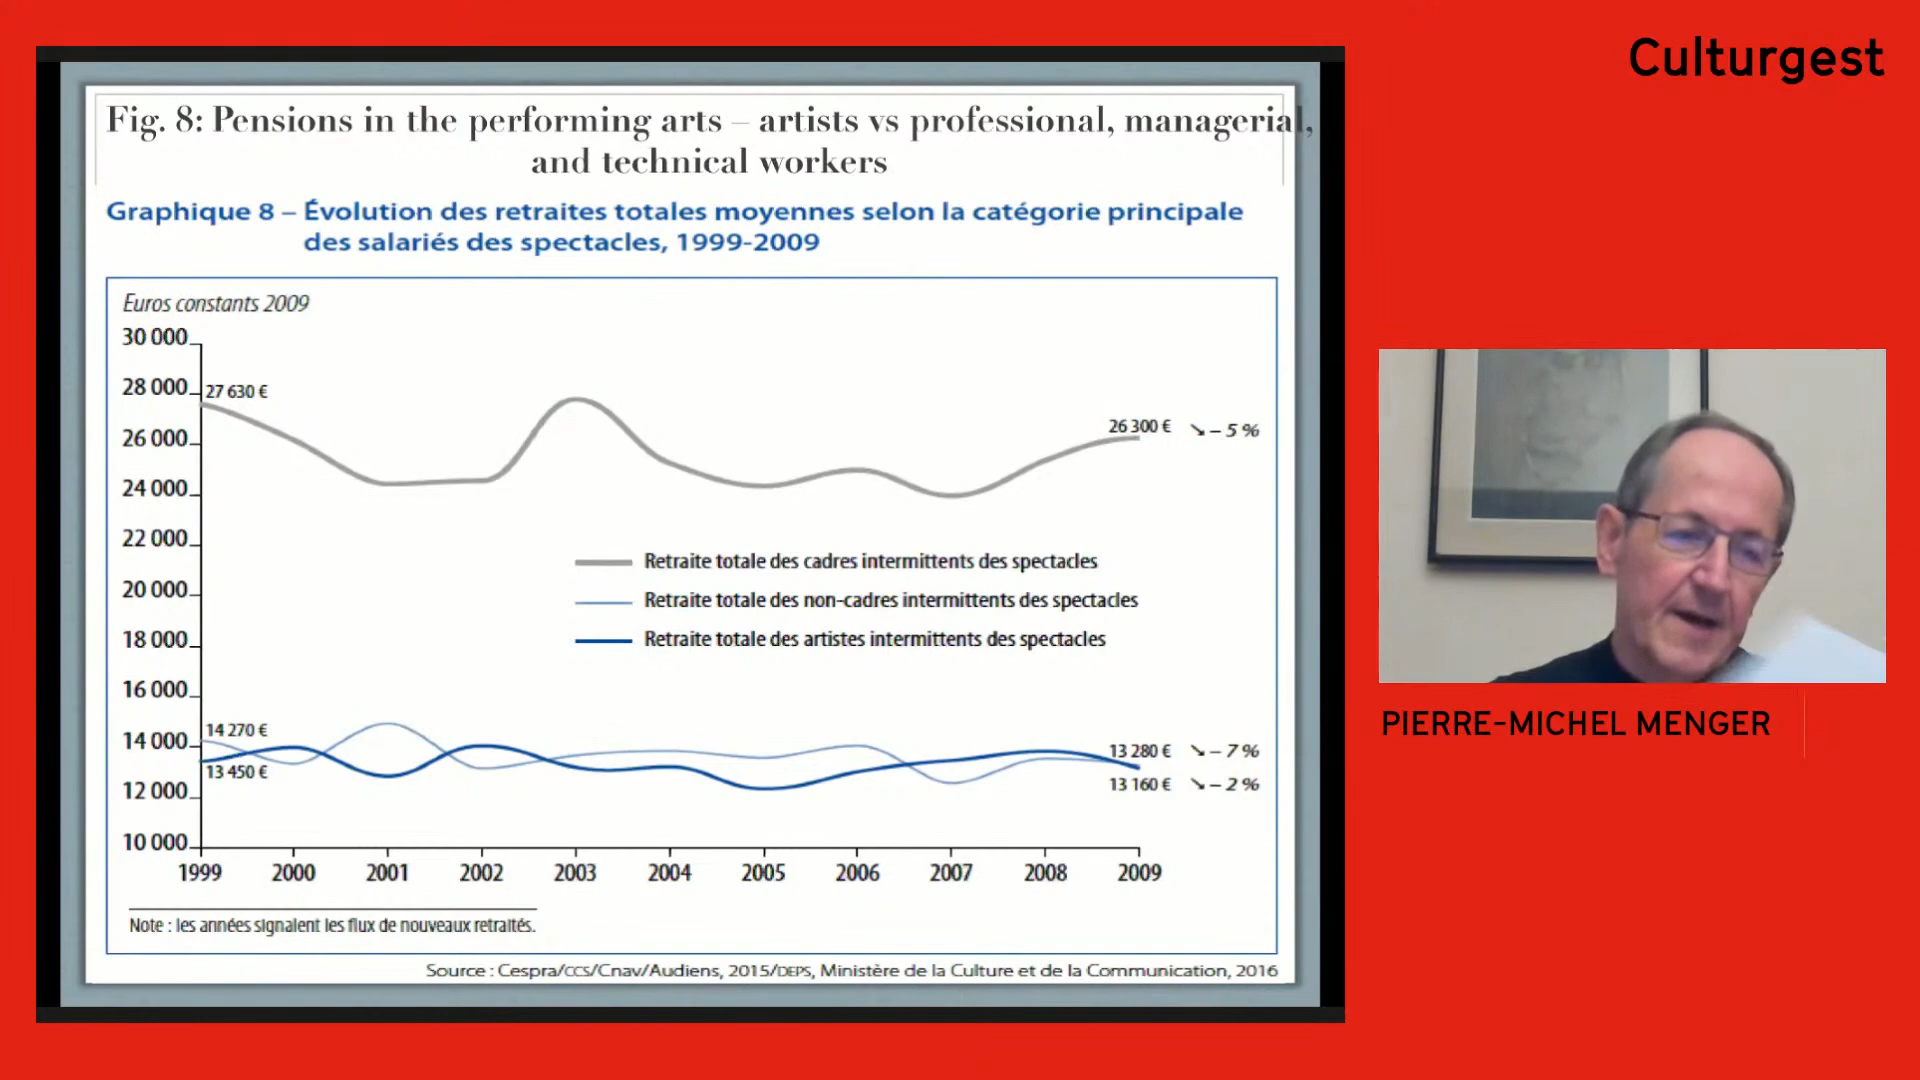 Culturgest
Fig. 8: Pensions in the performing arts – artists vs professional, managerial,
and technical workers
Graphique 8 – Évolution des retraites totales moyennes selon la catégorie principale
des salariés des spectacles, 1999-2009
Euros constants 2009
30 000
28 000
27 630 €
26 000
26 300 € ↘ – 5 %
24 000
22 000
Retraite totale des cadres intermittents des spectacles
20 000
Retraite totale des non-cadres intermittents des spectacles
18 000
Retraite totale des artistes intermittents des spectacles
16 000
14 270 €
14 000
13 450 €
13 280 € ↘ – 7 %
13 160 € ↘ – 2 %
12 000
10 000
1999 2000 2001 2002 2003 2004 2005 2006 2007 2008 2009
Note : les années signalent les flux de nouveaux retraités.
Source : Cespra/CCS/Cnav/Audiens, 2015/DEPS, Ministère de la Culture et de la Communication, 2016
PIERRE-MICHEL MENGER